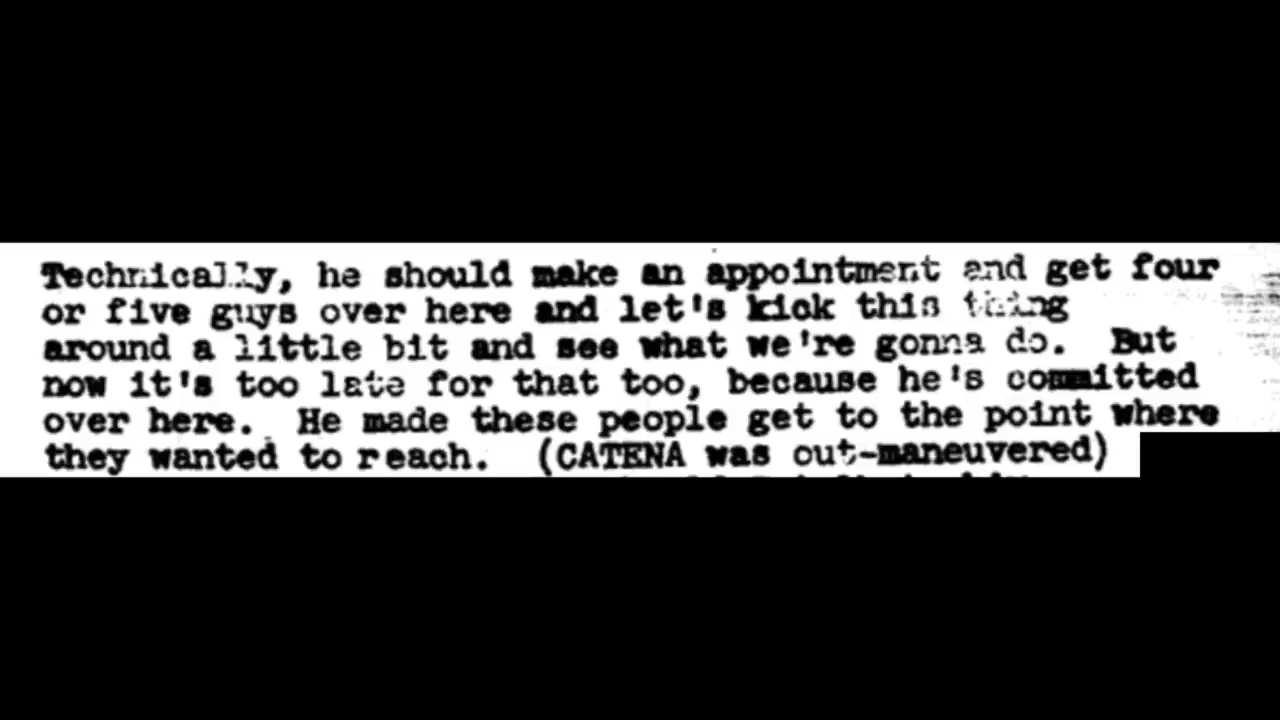 Technically, he should make an appointment and get four
or five guys over here and let's kick this thing
around a little bit and see what we're gonna do.  But
now it's too late for that too, because he's committed
over here.  He made these people get to the point where
they wanted to reach.  (CATENA was out-maneuvered)